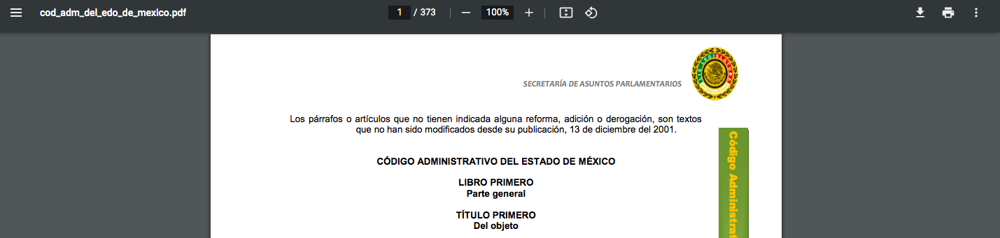 cod_adm_del_edo_de_mexico.pdf
1 / 373
100%
LIX LEGISLATURA
SECRETARÍA DE ASUNTOS PARLAMENTARIOS
Los párrafos o artículos que no tienen indicada alguna reforma, adición o derogación, son textos
que no han sido modificados desde su publicación, 13 de diciembre del 2001.
CÓDIGO ADMINISTRATIVO DEL ESTADO DE MÉXICO
LIBRO PRIMERO
Parte general
TÍTULO PRIMERO
Del objeto
Código Administrat